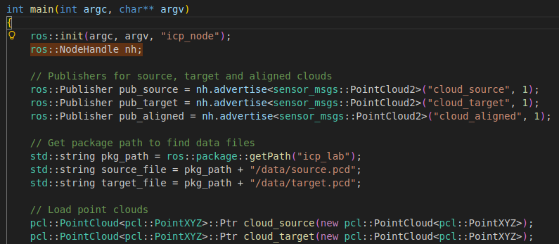 int main(int argc, char** argv)
{
    ros::init(argc, argv, "icp_node");
    ros::NodeHandle nh;

    // Publishers for source, target and aligned clouds
    ros::Publisher pub_source = nh.advertise<sensor_msgs::PointCloud2>("cloud_source", 1);
    ros::Publisher pub_target = nh.advertise<sensor_msgs::PointCloud2>("cloud_target", 1);
    ros::Publisher pub_aligned = nh.advertise<sensor_msgs::PointCloud2>("cloud_aligned", 1);

    // Get package path to find data files
    std::string pkg_path = ros::package::getPath("icp_lab");
    std::string source_file = pkg_path + "/data/source.pcd";
    std::string target_file = pkg_path + "/data/target.pcd";

    // Load point clouds
    pcl::PointCloud<pcl::PointXYZ>::Ptr cloud_source(new pcl::PointCloud<pcl::PointXYZ>);
    pcl::PointCloud<pcl::PointXYZ>::Ptr cloud_target(new pcl::PointCloud<pcl::PointXYZ>);